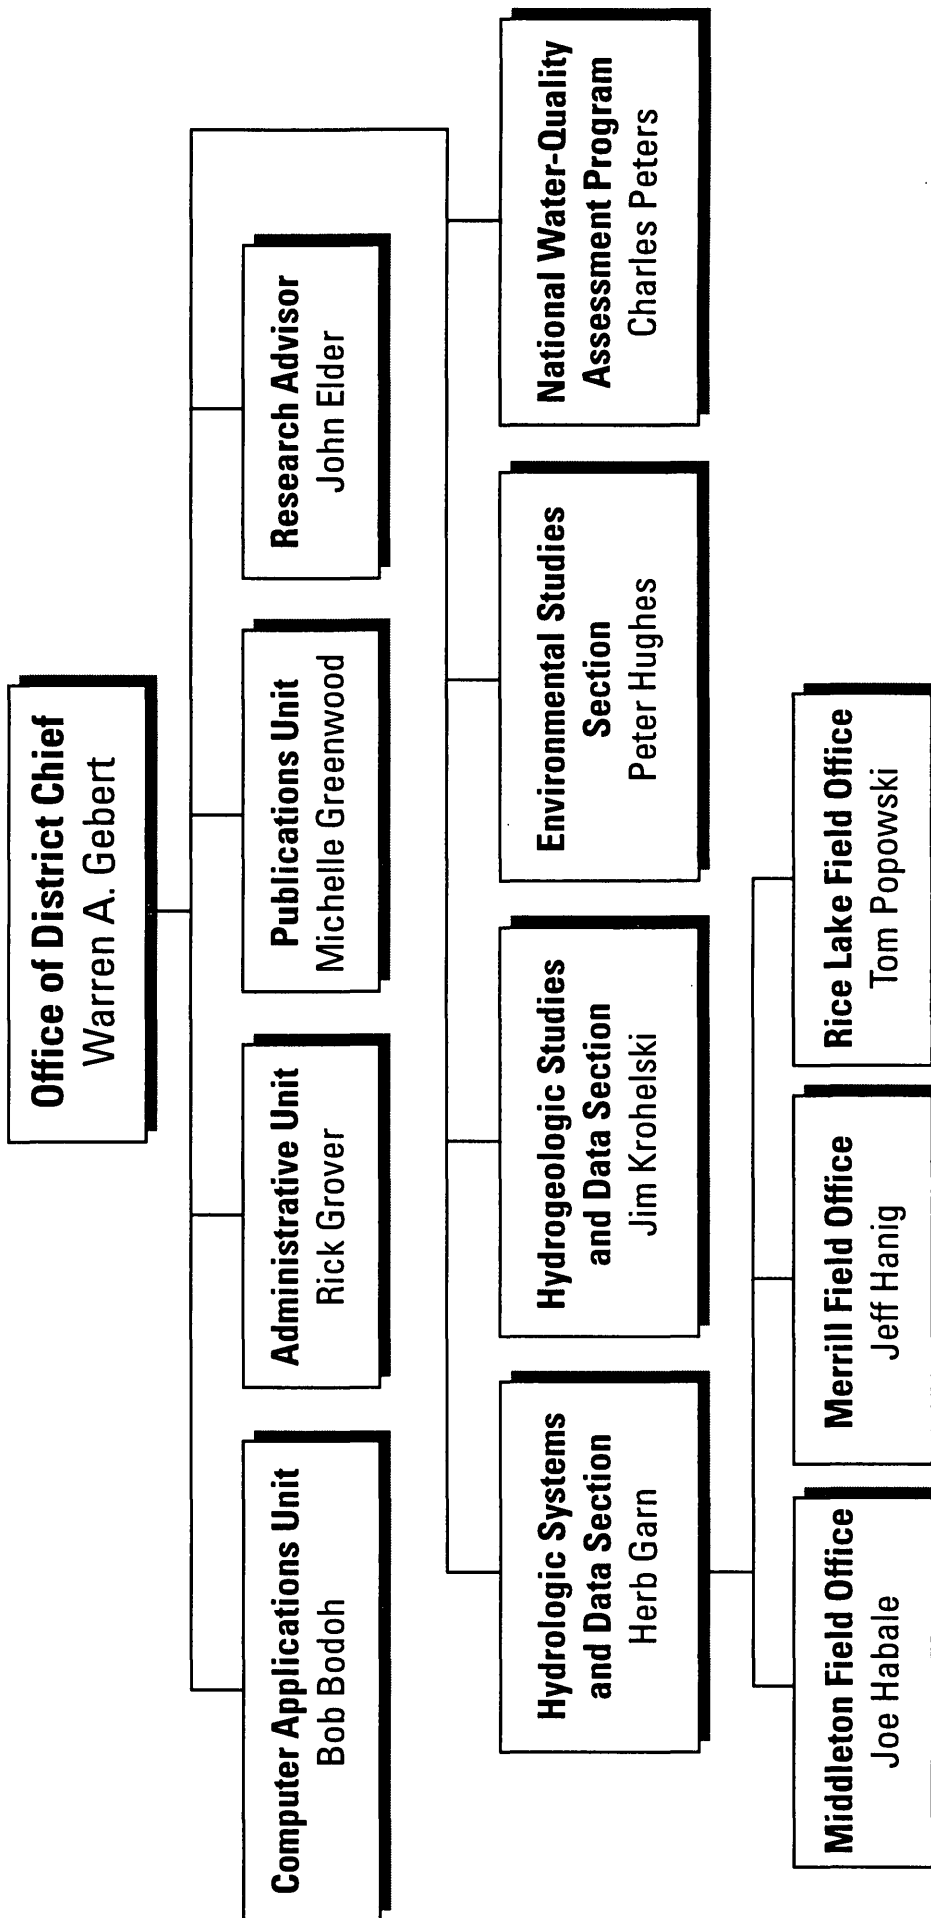 Office of District Chief
Warren A. Gebert
Computer Applications Unit
Bob Bodoh
Administrative Unit
Rick Grover
Publications Unit
Michelle Greenwood
Research Advisor
John Elder
Hydrologic Systems
and Data Section
Herb Garn
Hydrogeologic Studies
and Data Section
Jim Krohelski
Environmental Studies
Section
Peter Hughes
National Water-Quality
Assessment Program
Charles Peters
Middleton Field Office
Joe Habale
Merrill Field Office
Jeff Hanig
Rice Lake Field Office
Tom Popowski